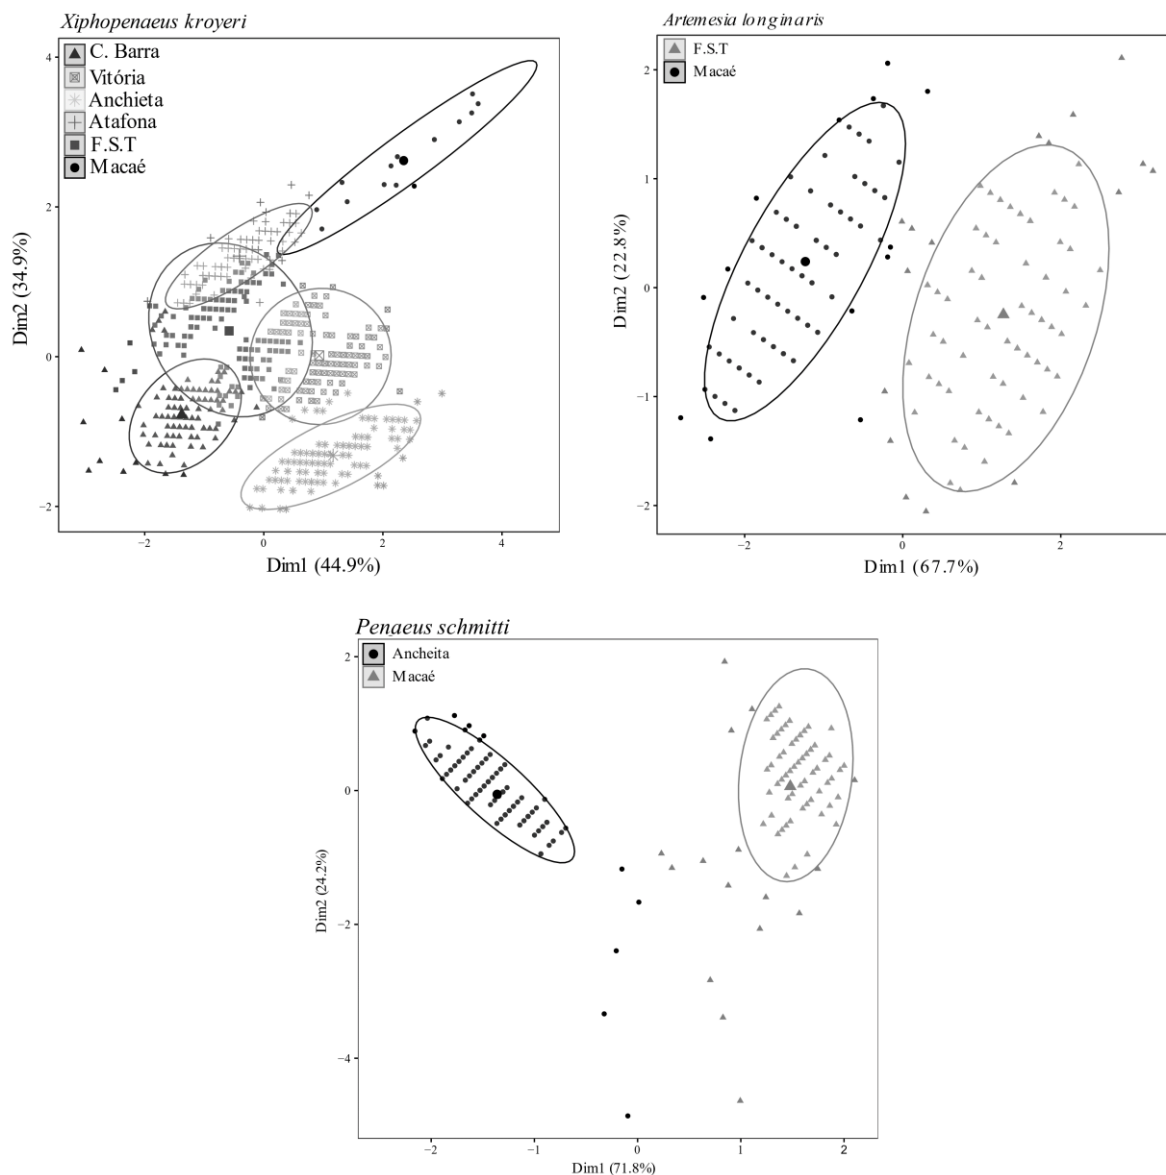 Xiphopenaeus kroyeri
C. Barra
Vitória
Anchieta
Atafona
F.S.T
Macaé
4
2
0
−2
Dim2 (34.9%)
−2
0
2
4
Dim1 (44.9%)
Artemesia longinaris
F.S.T
Macaé
2
1
0
−1
−2
Dim2 (22.8%)
−2
0
2
Dim1 (67.7%)
Penaeus schmitti
Ancheita
Macaé
2
0
−2
−4
Dim2 (24.2%)
−2
−1
0
1
2
Dim1 (71.8%)